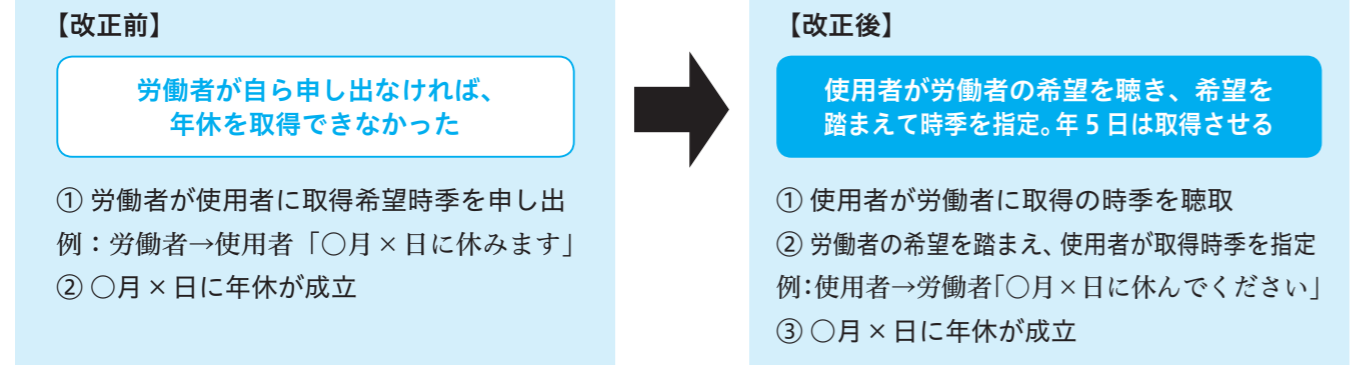 【改正前】
労働者が自ら申し出なければ、
年休を取得できなかった
① 労働者が使用者に取得希望時季を申し出
例：労働者→使用者「○月×日に休みます」
② ○月×日に年休が成立
【改正後】
使用者が労働者の希望を聴き、希望を
踏まえて時季を指定。年５日は取得させる
① 使用者が労働者に取得の時季を聴取
② 労働者の希望を踏まえ、使用者が取得時季を指定
例：使用者→労働者「○月×日に休んでください」
③ ○月×日に年休が成立